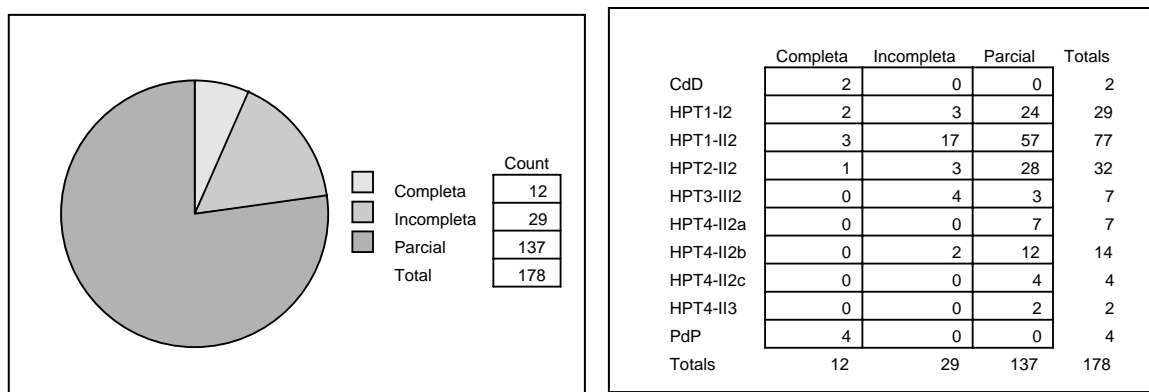 Count
Completa 12
Incompleta 29
Parcial 137
Total 178
Completa Incompleta Parcial Totals
CdD 2 0 0 2
HPT1-I2 2 3 24 29
HPT1-II2 3 17 57 77
HPT2-II2 1 3 28 32
HPT3-III2 0 4 3 7
HPT4-II2a 0 0 7 7
HPT4-II2b 0 2 12 14
HPT4-II2c 0 0 4 4
HPT4-II3 0 0 2 2
PdP 4 0 0 4
Totals 12 29 137 178